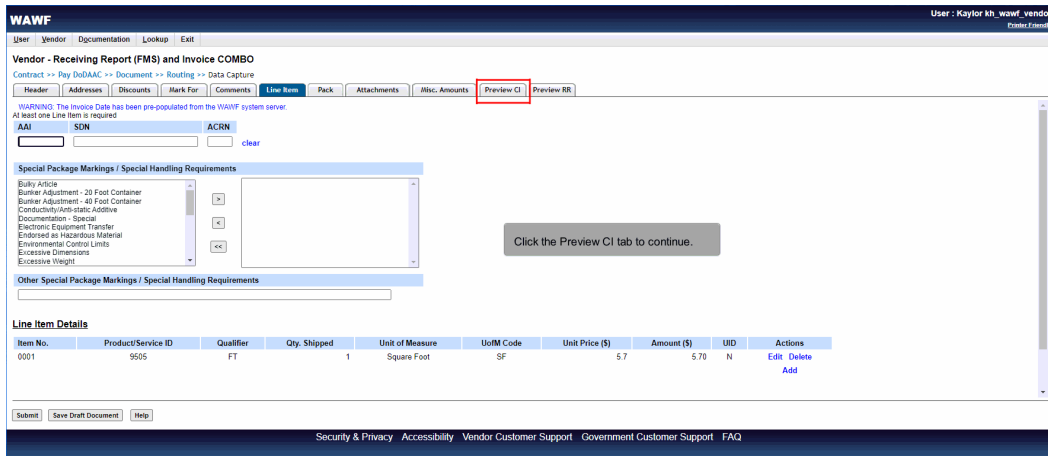 WAWF
User : Kaylor kh_wawf_vendo
Printer Friendl
User Vendor Documentation Lookup Exit
Vendor - Receiving Report (FMS) and Invoice COMBO
Contract >> Pay DoDAAC >> Document >> Routing >> Data Capture
Header Addresses Discounts Mark For Comments Line Item Pack Attachments Misc. Amounts Preview CI Preview RR
WARNING: The Invoice Date has been pre-populated from the WAWF system server.
At least one Line Item is required
AAI SDN ACRN
clear
Special Package Markings / Special Handling Requirements
Bulky Article
Bunker Adjustment - 20 Foot Container
Bunker Adjustment - 40 Foot Container
Conductivity/Anti-static Additive
Documentation - Special
Electronic Equipment Transfer
Endorsed as Hazardous Material
Environmental Control Limits
Excessive Dimensions
Excessive Weight
>
<
<<
Click the Preview CI tab to continue.
Other Special Package Markings / Special Handling Requirements
Line Item Details
Item No. Product/Service ID Qualifier Qty. Shipped Unit of Measure UofM Code Unit Price ($) Amount ($) UID Actions
0001 9505 FT 1 Square Foot SF 5.7 5.70 N Edit Delete
Add
Submit Save Draft Document Help
Security & Privacy Accessibility Vendor Customer Support Government Customer Support FAQ